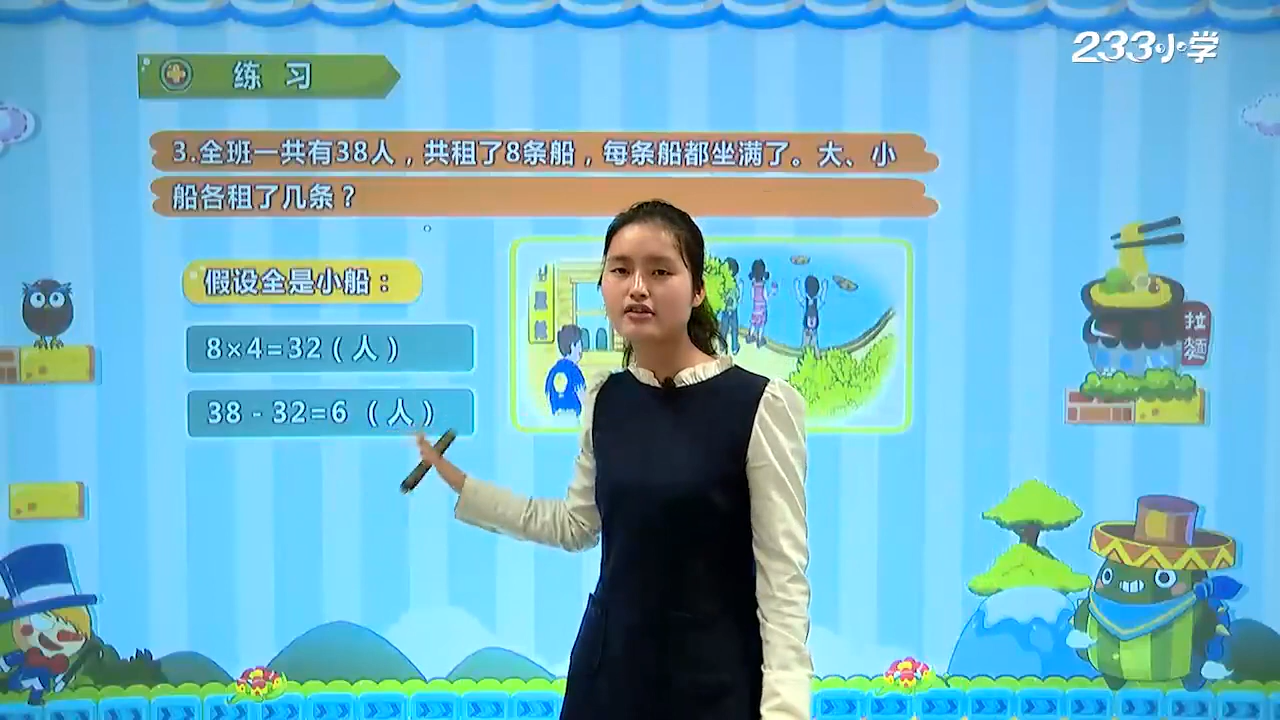 233小学
练 习
3.全班一共有38人，共租了8条船，每条船都坐满了。大、小
船各租了几条？
假设全是小船：
8×4=32（人）
38 - 32=6 （人）
拉
麵